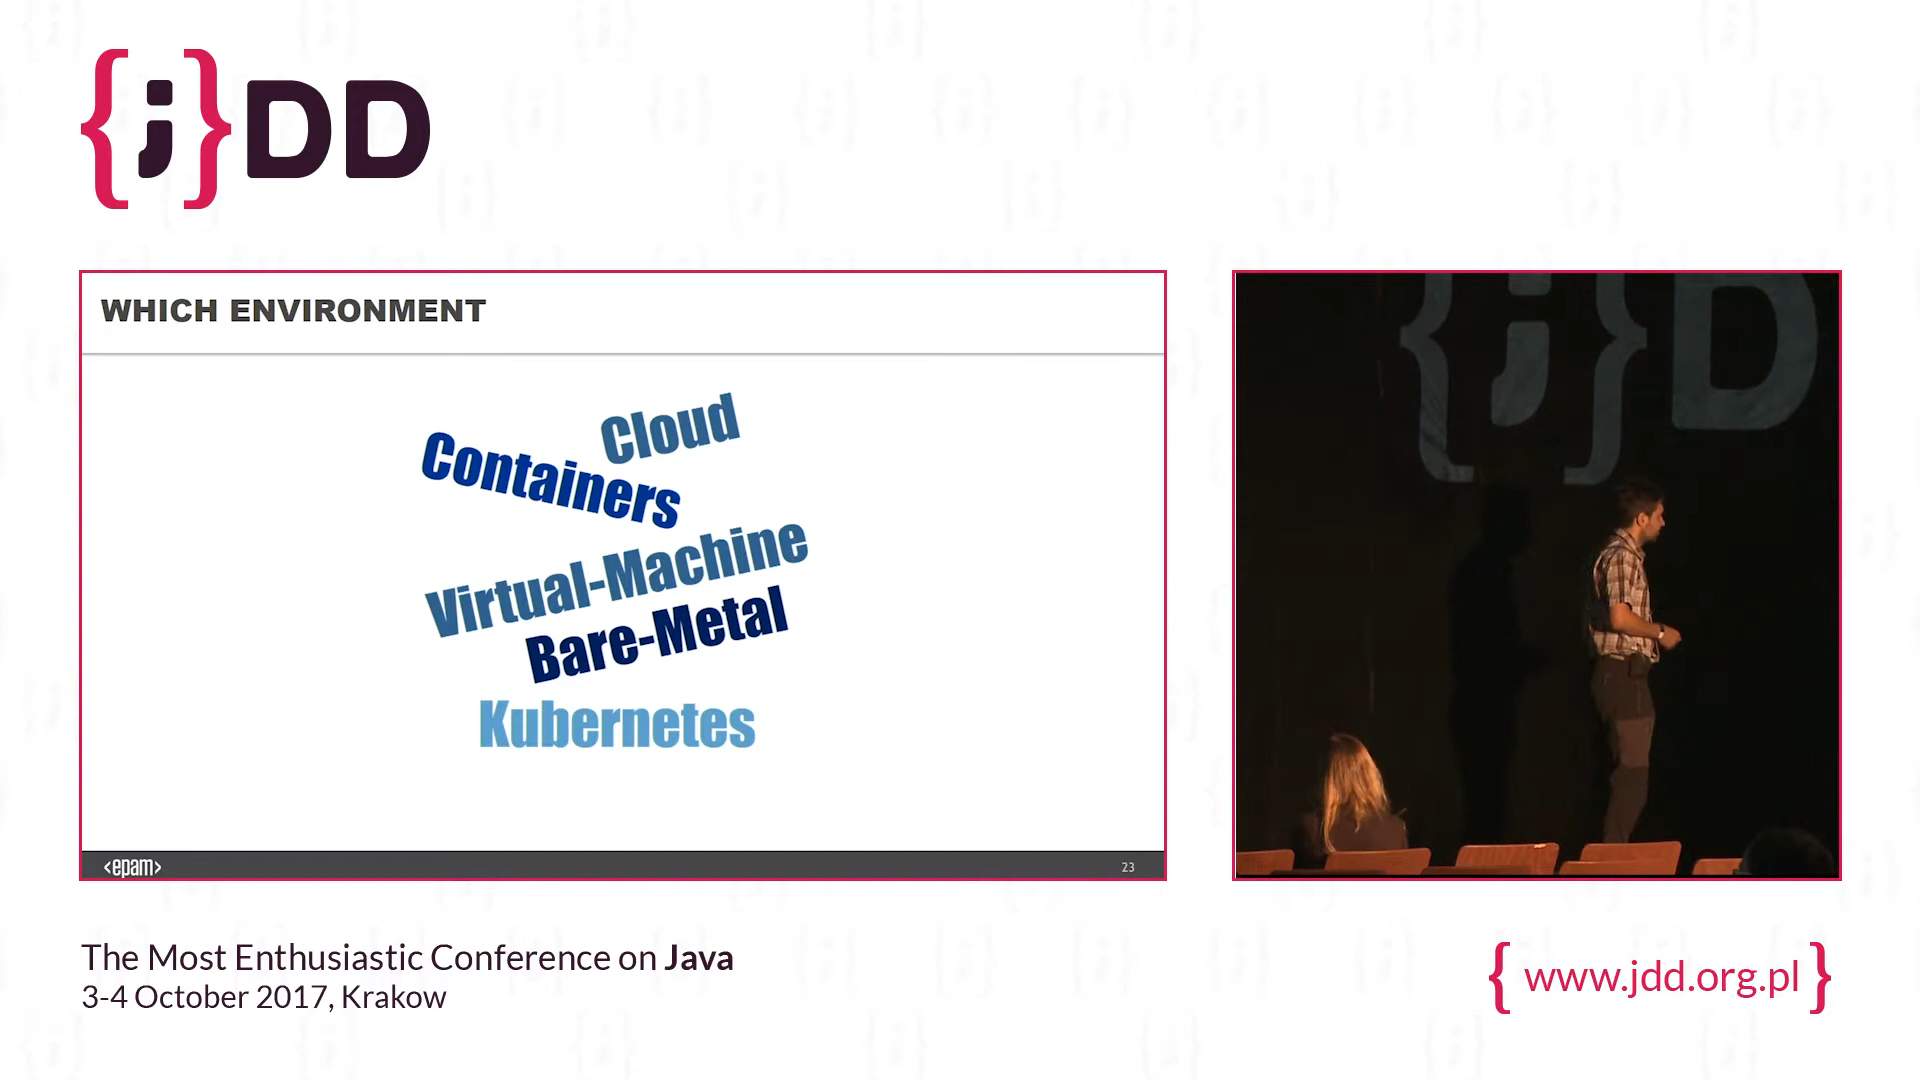 {;}DD
WHICH ENVIRONMENT
Cloud
Containers
Virtual-Machine
Bare-Metal
Kubernetes
<epam>
23
{;}D
The Most Enthusiastic Conference on Java
3-4 October 2017, Krakow
{ www.jdd.org.pl }